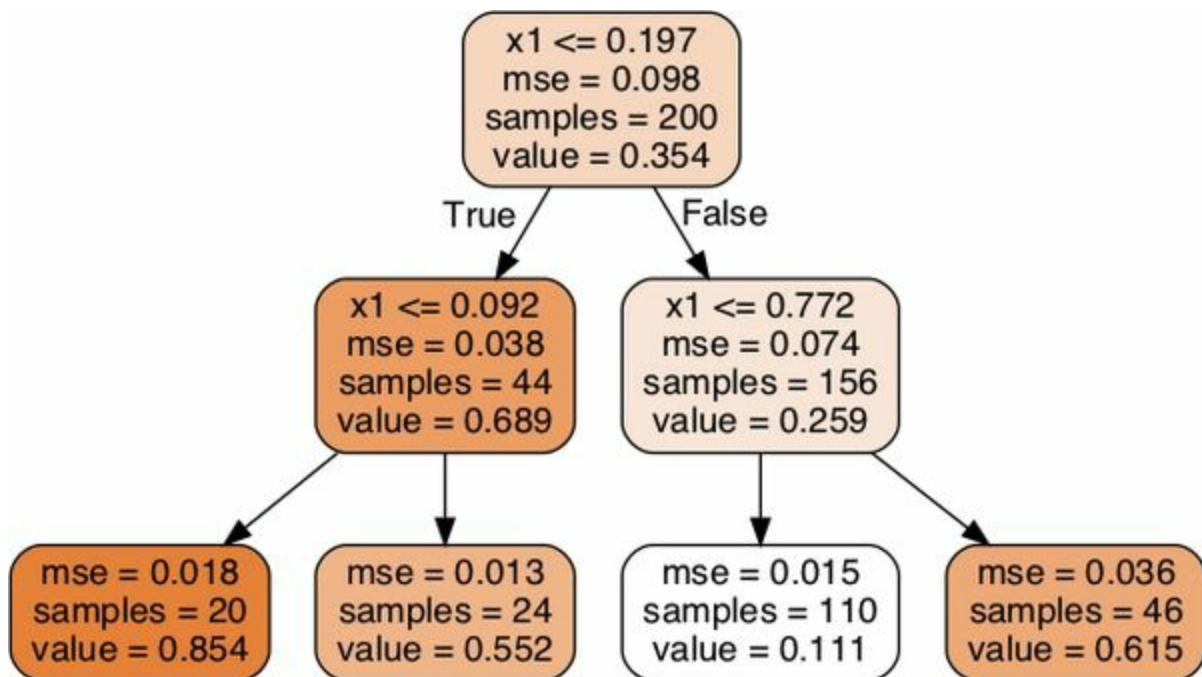 x1 <= 0.197
mse = 0.098
samples = 200
value = 0.354
True
False
x1 <= 0.092
mse = 0.038
samples = 44
value = 0.689
x1 <= 0.772
mse = 0.074
samples = 156
value = 0.259
mse = 0.018
samples = 20
value = 0.854
mse = 0.013
samples = 24
value = 0.552
mse = 0.015
samples = 110
value = 0.111
mse = 0.036
samples = 46
value = 0.615